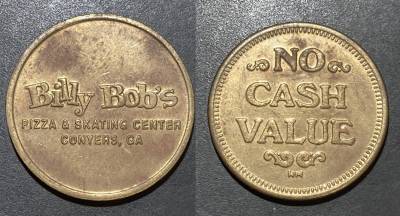 Billy Bob's
PIZZA & SKATING CENTER
CONYERS, GA
NO
CASH
VALUE